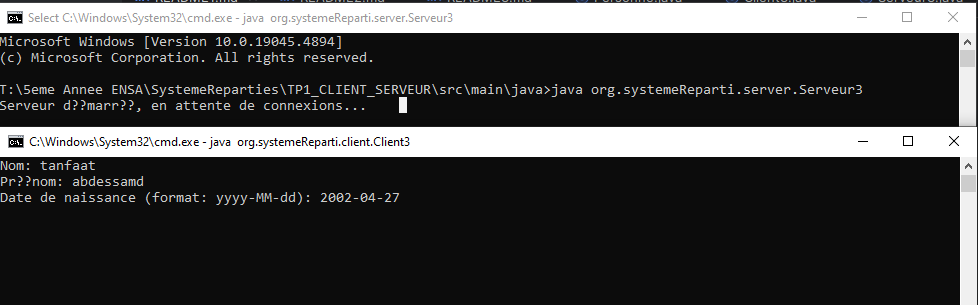 Select C:\Windows\System32\cmd.exe - java  org.systemeReparti.server.Serveur3
Microsoft Windows [Version 10.0.19045.4894]
(c) Microsoft Corporation. All rights reserved.
T:\5eme Annee ENSA\SystemeReparties\TP1_CLIENT_SERVEUR\src\main\java>java org.systemeReparti.server.Serveur3
Serveur d??marr??, en attente de connexions...
C:\Windows\System32\cmd.exe - java  org.systemeReparti.client.Client3
Nom: tanfaat
Pr??nom: abdessamd
Date de naissance (format: yyyy-MM-dd): 2002-04-27